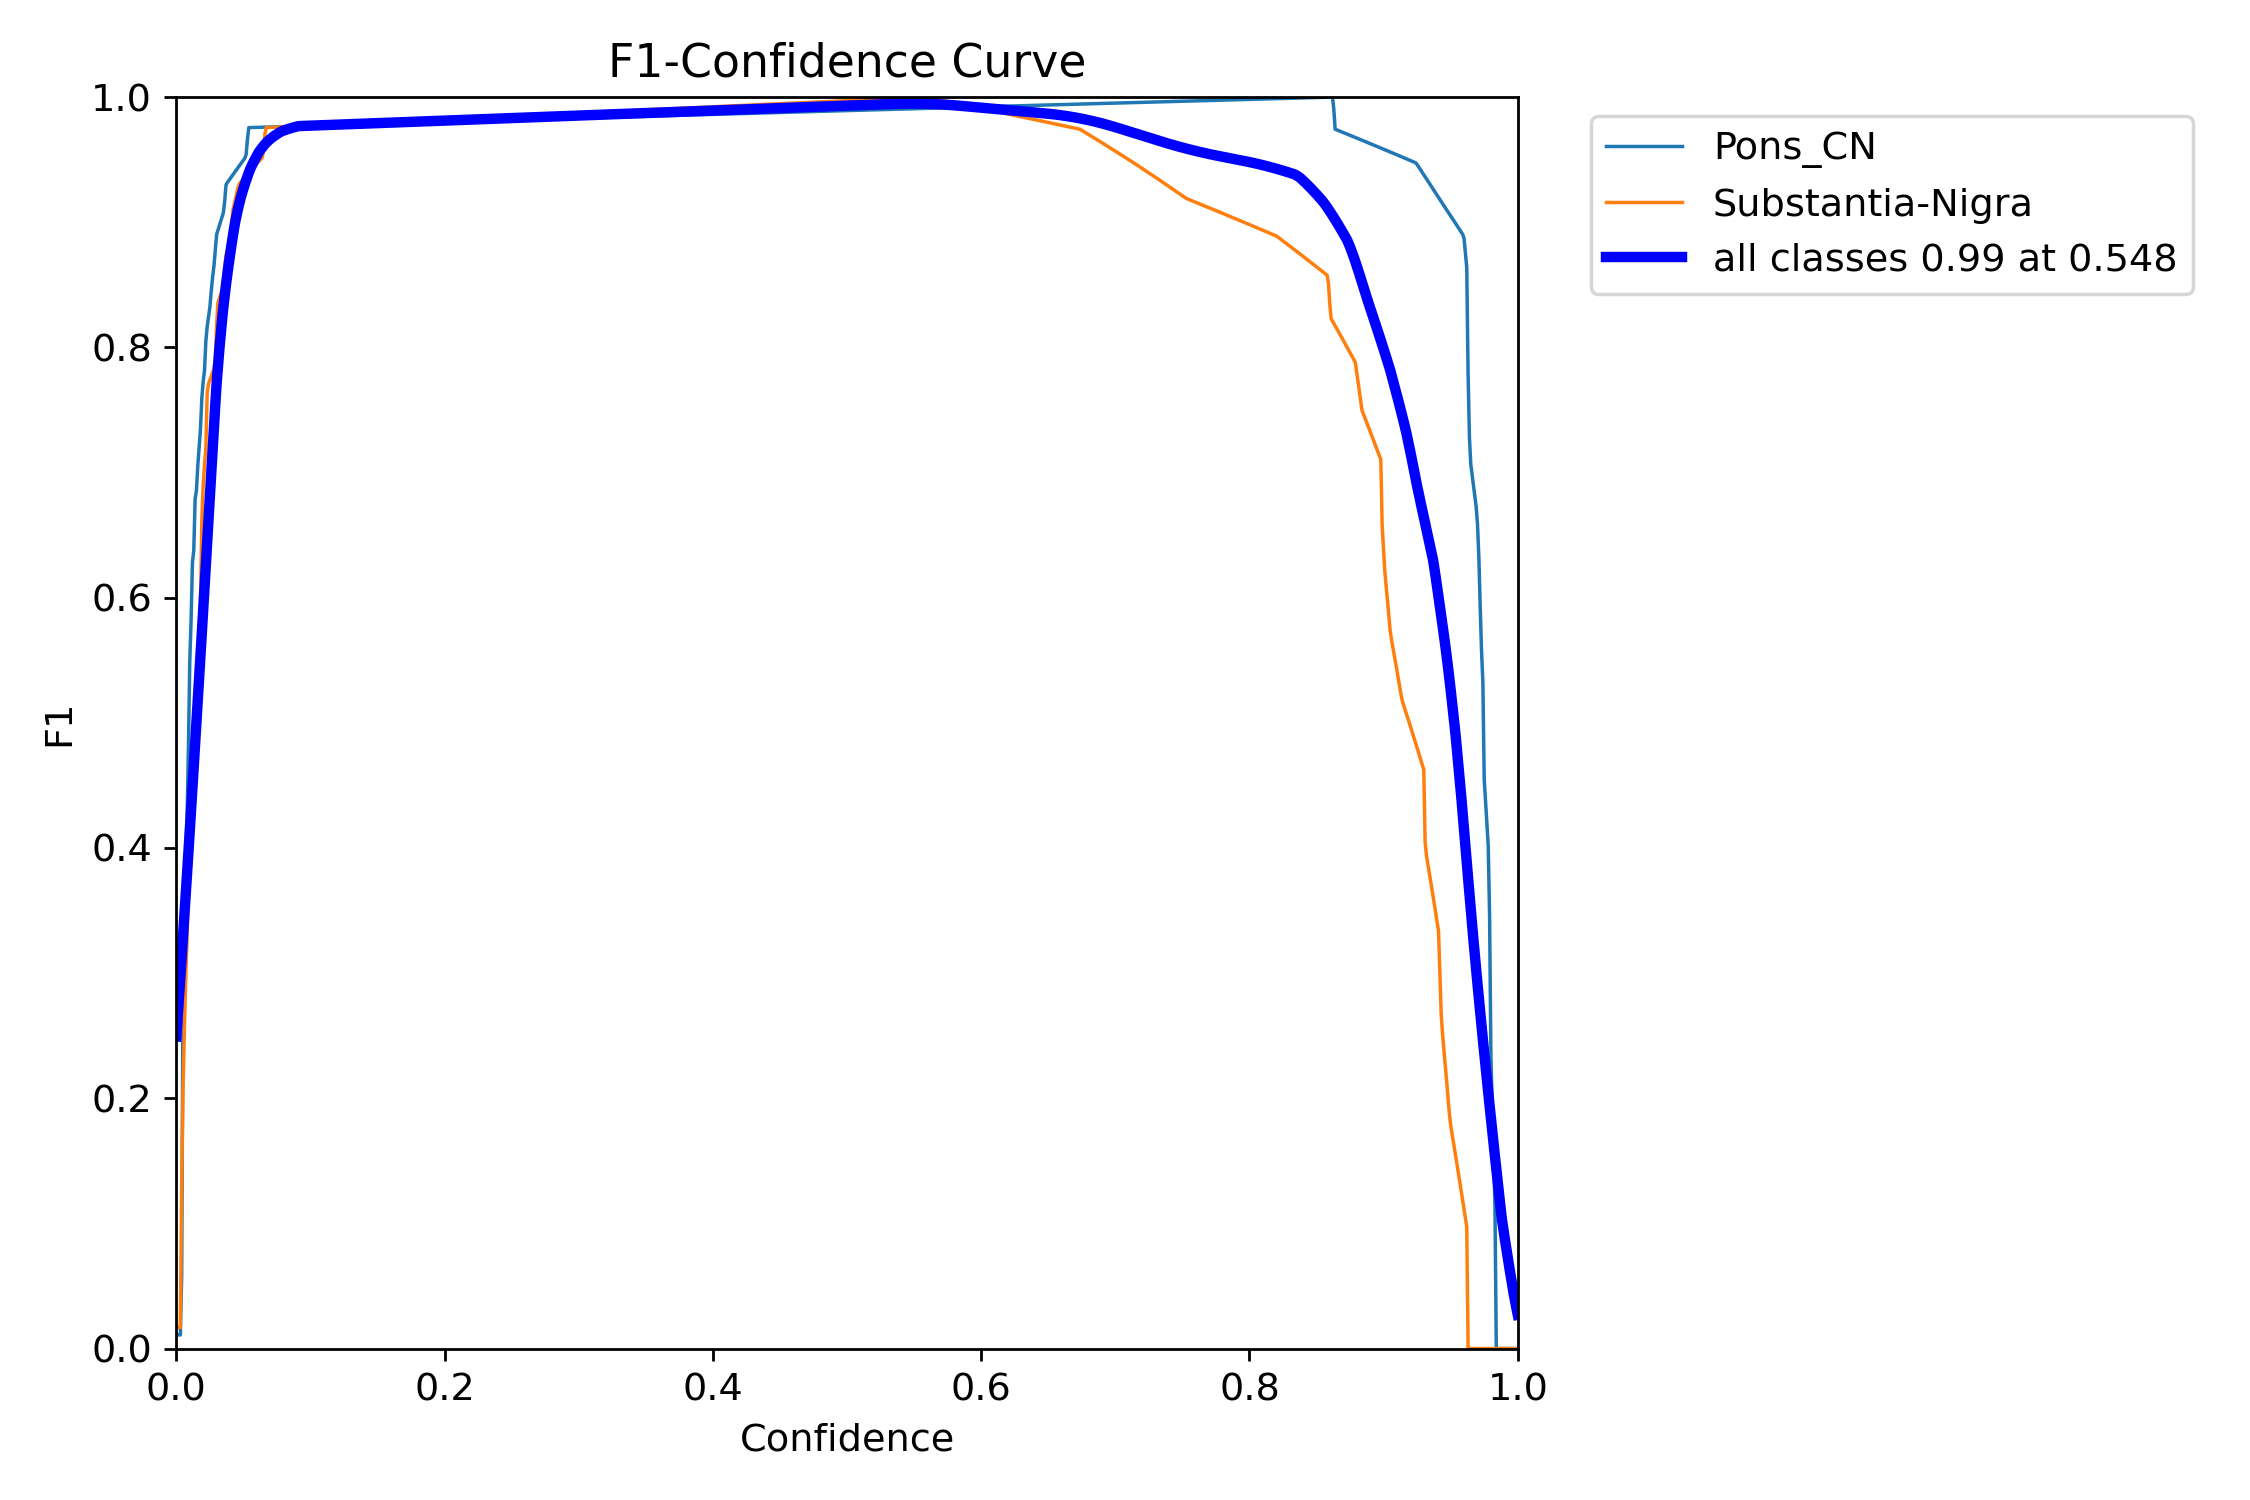 F1-Confidence Curve
1.0
0.8
0.6
0.4
0.2
0.0
F1
0.0 0.2 0.4 0.6 0.8 1.0
Confidence
Pons_CN
Substantia-Nigra
all classes 0.99 at 0.548